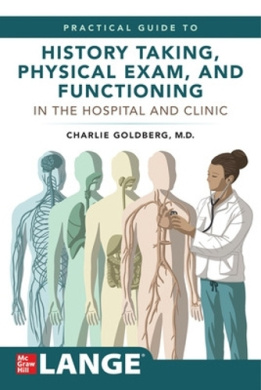 PRACTICAL GUIDE TO
HISTORY TAKING,
PHYSICAL EXAM, AND
FUNCTIONING
IN THE HOSPITAL AND CLINIC
CHARLIE GOLDBERG, M.D.
Mc
Graw
Hill
LANGE®